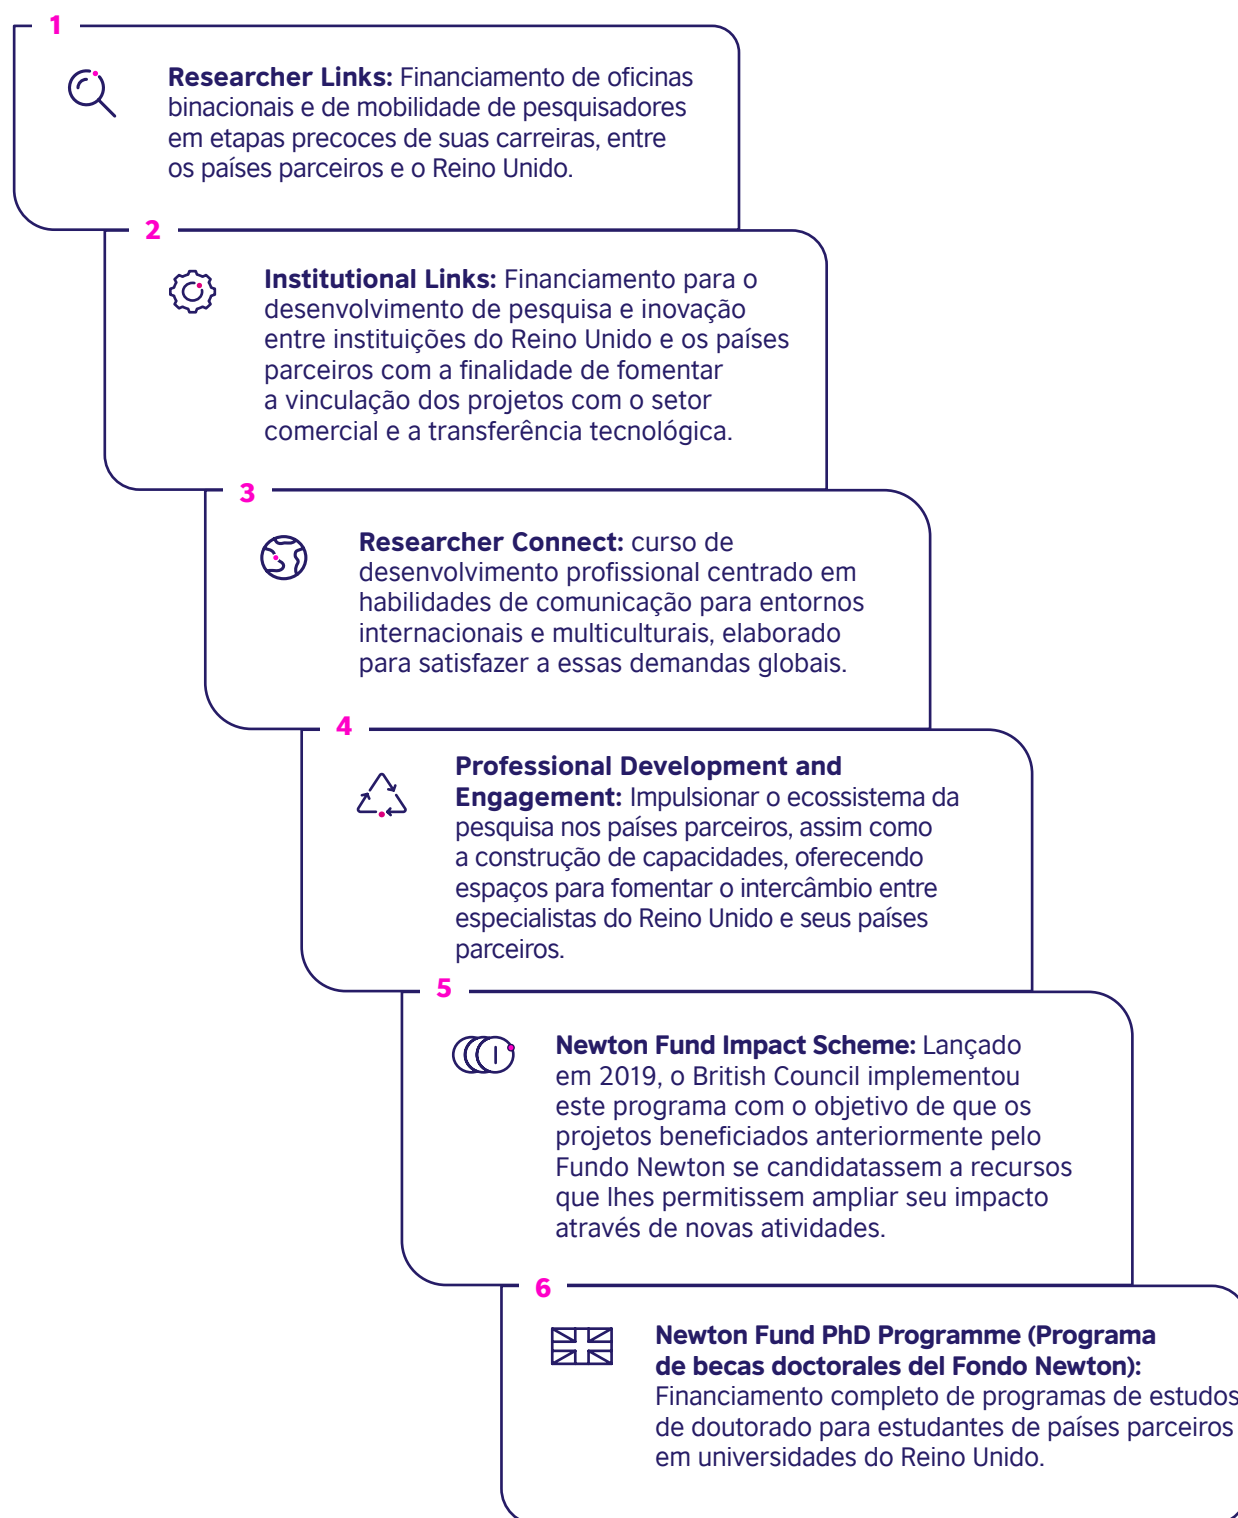 1
Researcher Links: Financiamento de oficinas
binacionais e de mobilidade de pesquisadores
em etapas precoces de suas carreiras, entre
os países parceiros e o Reino Unido.
2
Institutional Links: Financiamento para o
desenvolvimento de pesquisa e inovação
entre instituições do Reino Unido e os países
parceiros com a finalidade de fomentar
a vinculação dos projetos com o setor
comercial e a transferência tecnológica.
3
Researcher Connect: curso de
desenvolvimento profissional centrado em
habilidades de comunicação para entornos
internacionais e multiculturais, elaborado
para satisfazer a essas demandas globais.
4
Professional Development and
Engagement: Impulsionar o ecossistema da
pesquisa nos países parceiros, assim como
a construção de capacidades, oferecendo
espaços para fomentar o intercâmbio entre
especialistas do Reino Unido e seus países
parceiros.
5
Newton Fund Impact Scheme: Lançado
em 2019, o British Council implementou
este programa com o objetivo de que os
projetos beneficiados anteriormente pelo
Fundo Newton se candidatassem a recursos
que lhes permitissem ampliar seu impacto
através de novas atividades.
6
Newton Fund PhD Programme (Programa
de becas doctorales del Fondo Newton):
Financiamento completo de programas de estudos
de doutorado para estudantes de países parceiros
em universidades do Reino Unido.